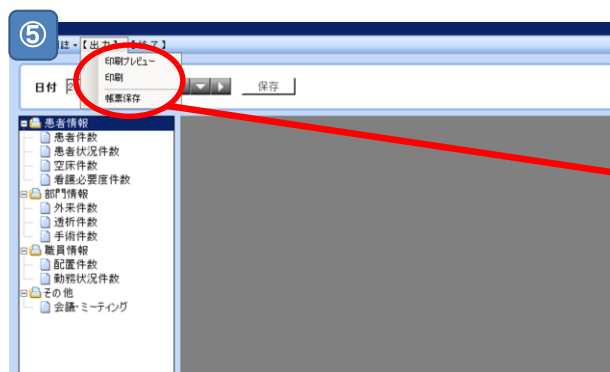 ⑤
誌・【出力】【終了】
印刷プレビュー
印刷
帳票保存
日付 2
保存
患者情報
患者件数
患者状況件数
空床件数
看護必要度件数
部門情報
外来件数
透析件数
手術件数
職員情報
配置件数
勤務状況件数
その他
会議・ミーティング